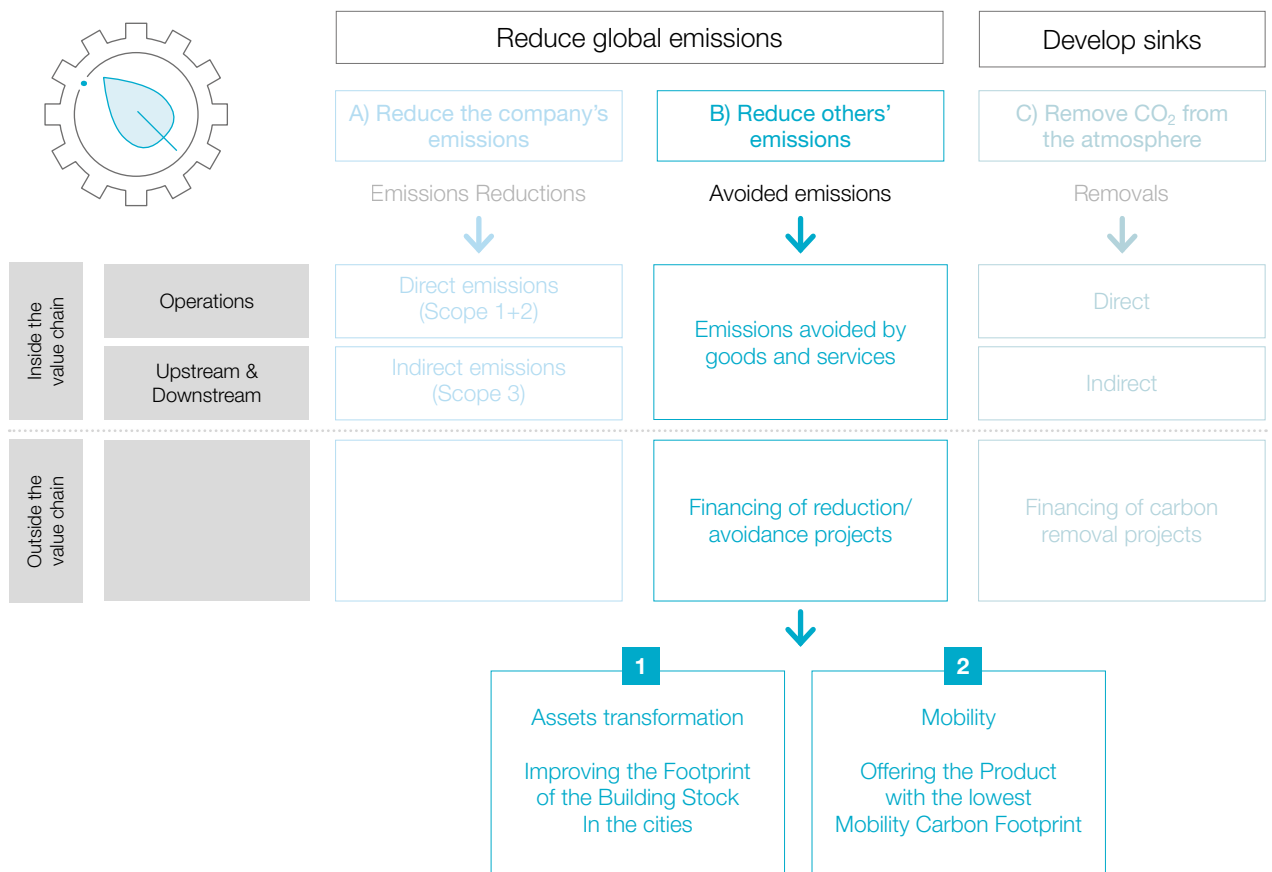 Reduce global emissions
Develop sinks
A) Reduce the company's
emissions
B) Reduce others'
emissions
C) Remove CO₂ from
the atmosphere
Emissions Reductions
Avoided emissions
Removals
Inside the
value chain
Operations
Direct emissions
(Scope 1+2)
Emissions avoided by
goods and services
Direct
Upstream &
Downstream
Indirect emissions
(Scope 3)
Indirect
Outside the
value chain
Financing of reduction/
avoidance projects
Financing of carbon
removal projects
1
Assets transformation
Improving the Footprint
of the Building Stock
In the cities
2
Mobility
Offering the Product
with the lowest
Mobility Carbon Footprint